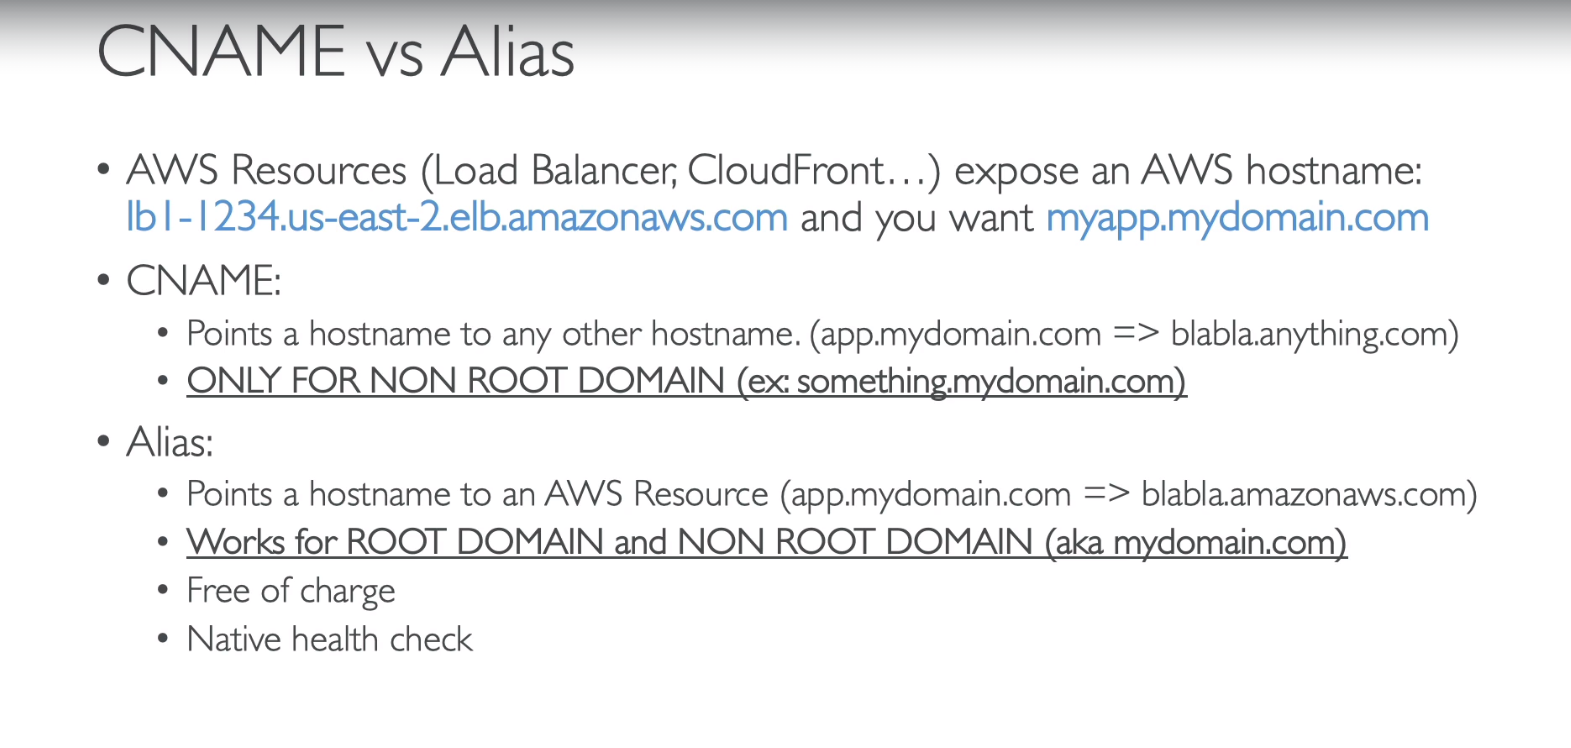 CNAME vs Alias
• AWS Resources (Load Balancer, CloudFront…) expose an AWS hostname:
lb1-1234.us-east-2.elb.amazonaws.com and you want myapp.mydomain.com
• CNAME:
• Points a hostname to any other hostname. (app.mydomain.com => blabla.anything.com)
• ONLY FOR NON ROOT DOMAIN (ex: something.mydomain.com)
• Alias:
• Points a hostname to an AWS Resource (app.mydomain.com => blabla.amazonaws.com)
• Works for ROOT DOMAIN and NON ROOT DOMAIN (aka mydomain.com)
• Free of charge
• Native health check